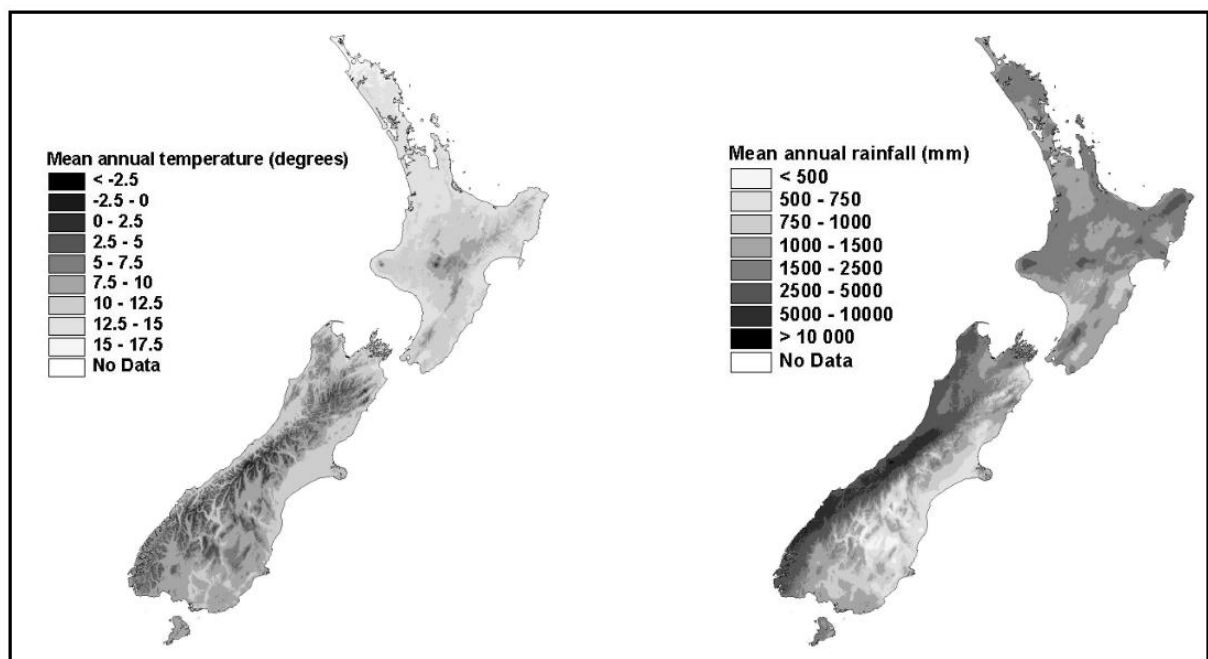 Mean annual temperature (degrees)
< -2.5
-2.5 - 0
0 - 2.5
2.5 - 5
5 - 7.5
7.5 - 10
10 - 12.5
12.5 - 15
15 - 17.5
No Data
Mean annual rainfall (mm)
< 500
500 - 750
750 - 1000
1000 - 1500
1500 - 2500
2500 - 5000
5000 - 10000
> 10 000
No Data